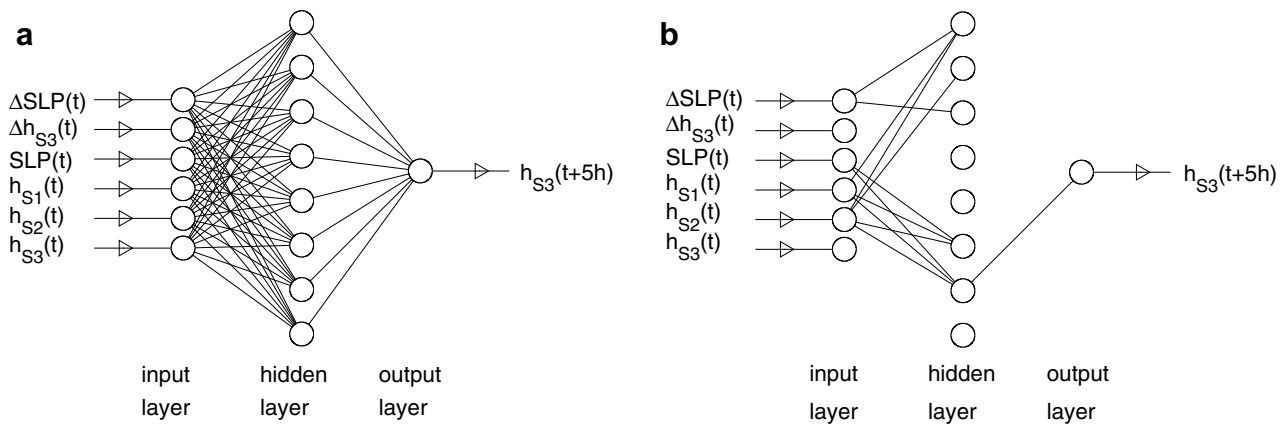 a
ΔSLP(t)
Δh_S3(t)
SLP(t)
h_S1(t)
h_S2(t)
h_S3(t)
h_S3(t+5h)
input layer
hidden layer
output layer
b
ΔSLP(t)
Δh_S3(t)
SLP(t)
h_S1(t)
h_S2(t)
h_S3(t)
h_S3(t+5h)
input layer
hidden layer
output layer